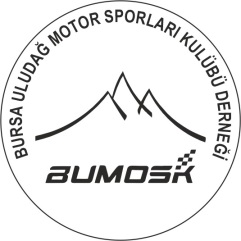 BURSA ULUDAĞ MOTOR SPORLARI KULÜBÜ DERNEĞİ
BUMOSK